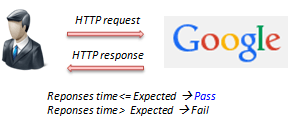 HTTP request
HTTP response
Google
Reponses time <= Expected → Pass
Reponses time > Expected → Fail